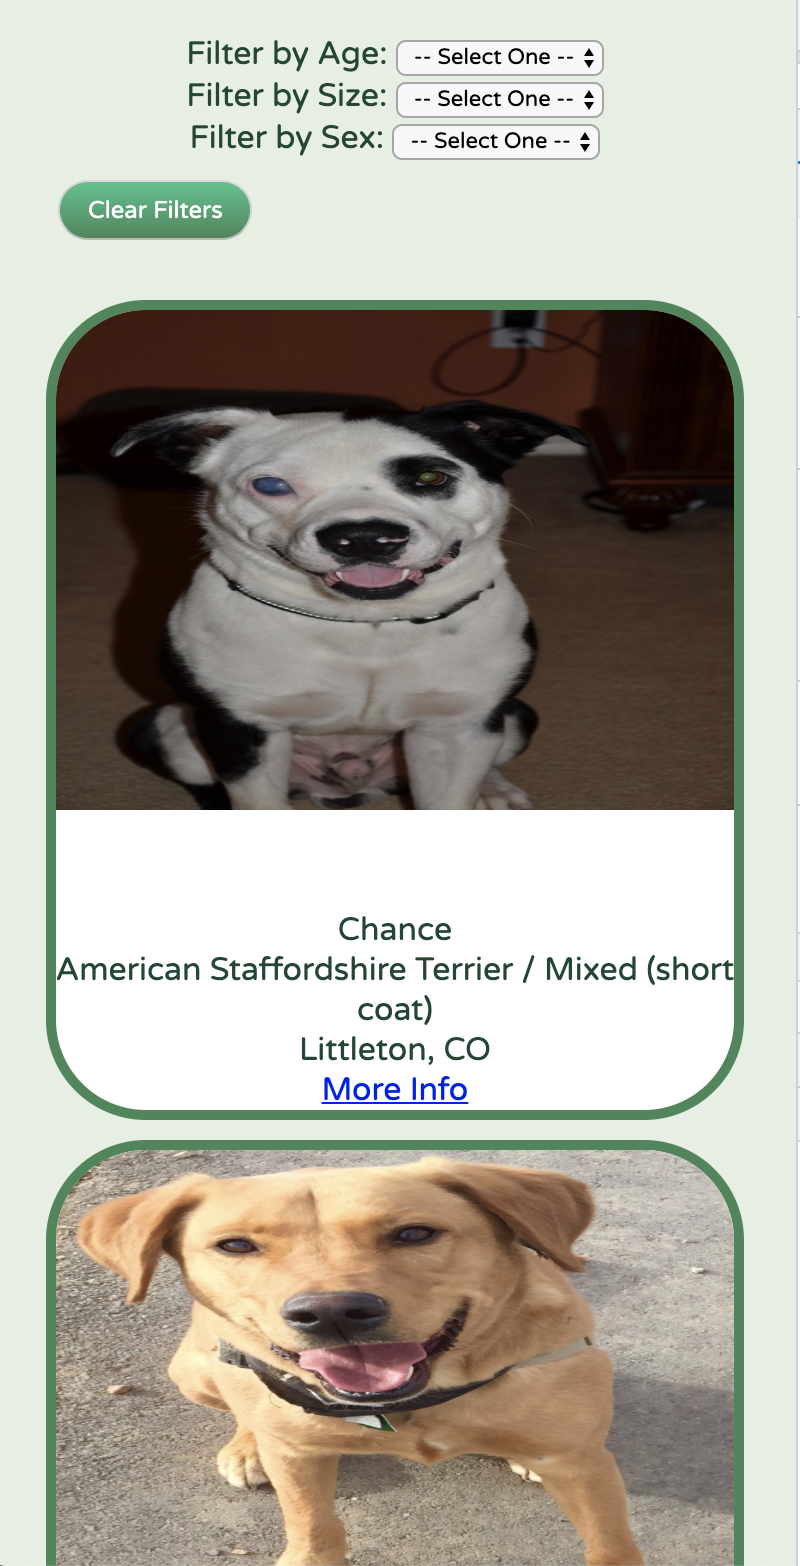 Filter by Age: -- Select One --
Filter by Size: -- Select One --
Filter by Sex: -- Select One --
Clear Filters
Chance
American Staffordshire Terrier / Mixed (short
coat)
Littleton, CO
More Info